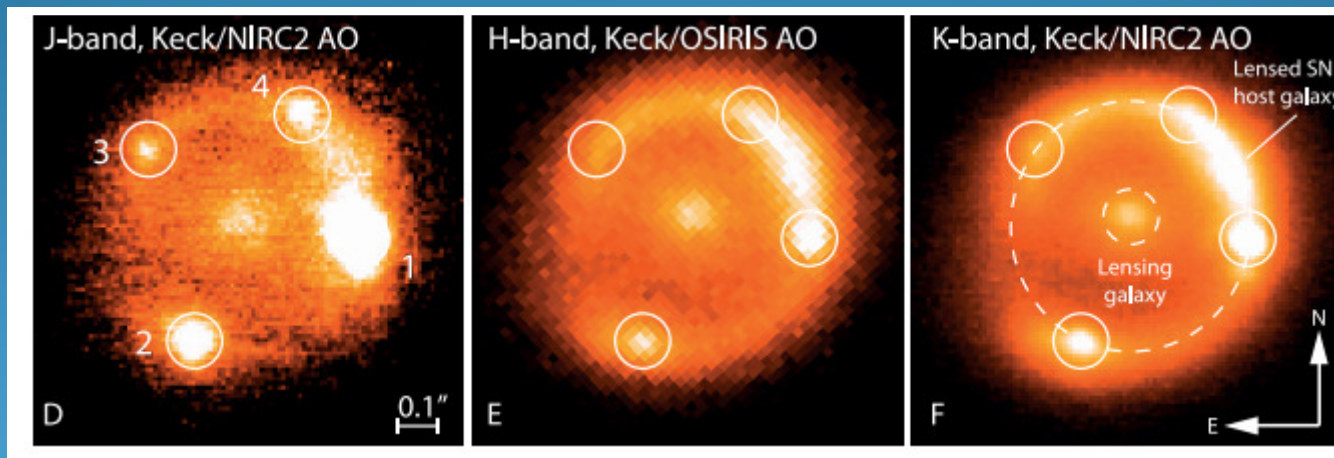 J-band, Keck/NIRC2 AO
4
3
1
2
D
0.1"
H-band, Keck/OSIRIS AO
E
K-band, Keck/NIRC2 AO
Lensed SN
host galaxy
Lensing
galaxy
N
E
F